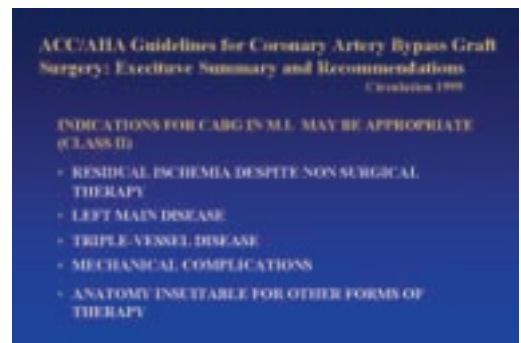 ACC/AHA Guidelines for Coronary Artery Bypass Graft
Surgery: Exectuve Summary and Recommendations
Circulation 1999
INDICATIONS FOR CABG IN M.I. MAY BE APPROPRIATE
(CLASS II)
• RESIDUAL ISCHEMIA DESPITE NON SURGICAL
THERAPY
• LEFT MAIN DISEASE
• TRIPLE-VESSEL DISEASE
• MECHANICAL COMPLICATIONS
• ANATOMY INSUITABLE FOR OTHER FORMS OF
THERAPY